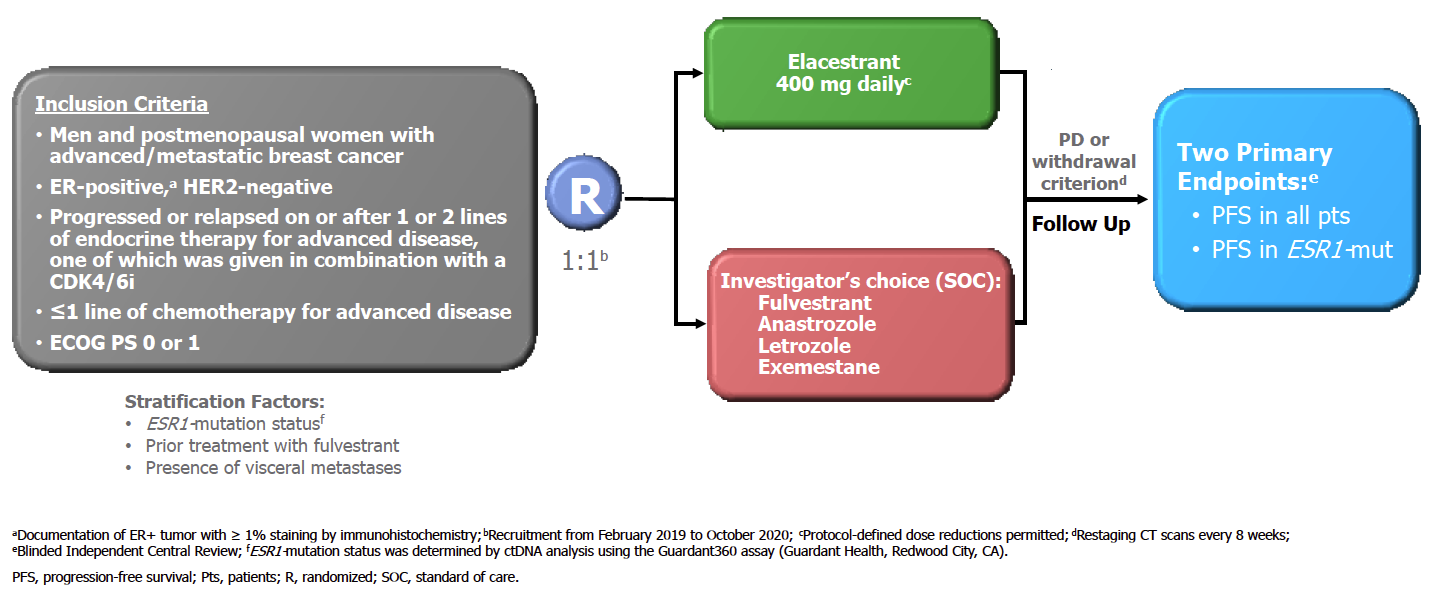 Inclusion Criteria
• Men and postmenopausal women with
advanced/metastatic breast cancer
• ER-positive,ᵃ HER2-negative
• Progressed or relapsed on or after 1 or 2 lines
of endocrine therapy for advanced disease,
one of which was given in combination with a
CDK4/6i
• ≤1 line of chemotherapy for advanced disease
• ECOG PS 0 or 1
Stratification Factors:
• ESR1-mutation statusᶠ
• Prior treatment with fulvestrant
• Presence of visceral metastases
R
1:1ᵇ
Elacestrant
400 mg dailyᶜ
Investigator’s choice (SOC):
Fulvestrant
Anastrozole
Letrozole
Exemestane
PD or
withdrawal
criterionᵈ
Follow Up
Two Primary
Endpoints:ᵉ
• PFS in all pts
• PFS in ESR1-mut
ᵃDocumentation of ER+ tumor with ≥ 1% staining by immunohistochemistry; ᵇRecruitment from February 2019 to October 2020; ᶜProtocol-defined dose reductions permitted; ᵈRestaging CT scans every 8 weeks;
ᵉBlinded Independent Central Review; ᶠESR1-mutation status was determined by ctDNA analysis using the Guardant360 assay (Guardant Health, Redwood City, CA).
PFS, progression-free survival; Pts, patients; R, randomized; SOC, standard of care.